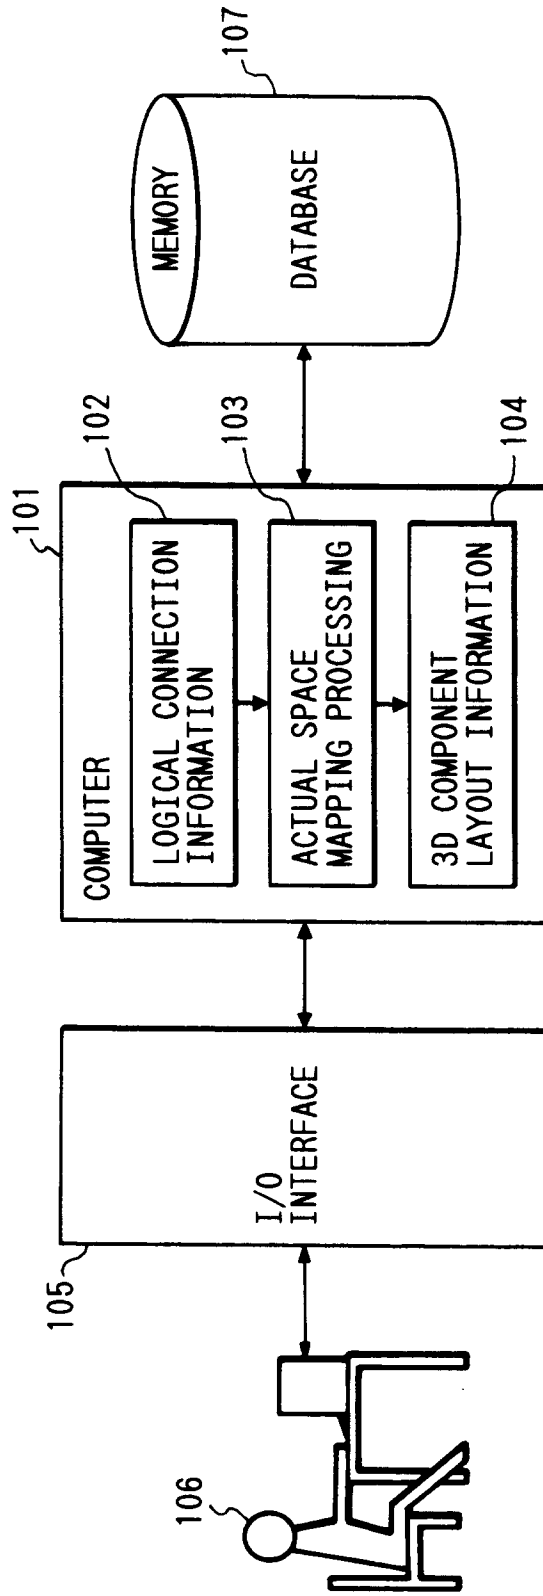 106
105
I/O
INTERFACE
101
COMPUTER
102
LOGICAL CONNECTION
INFORMATION
103
ACTUAL SPACE
MAPPING PROCESSING
104
3D COMPONENT
LAYOUT INFORMATION
107
MEMORY
DATABASE